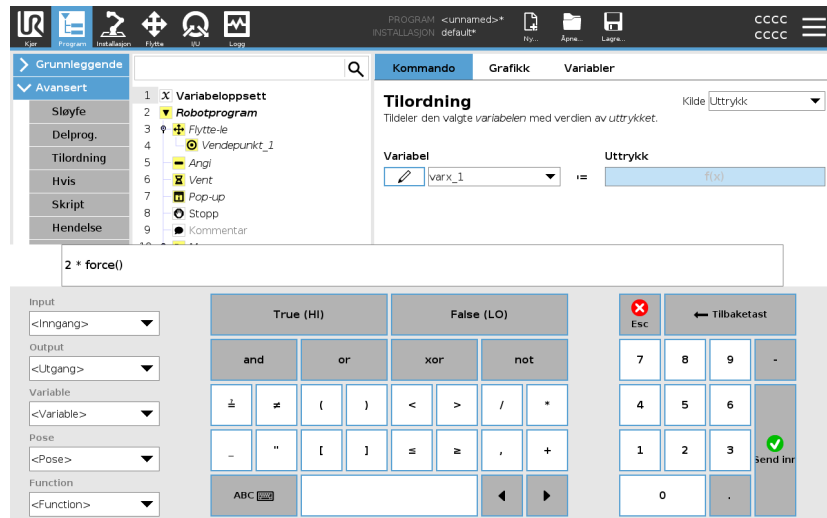 PROGRAM <unnamed>*
INSTALLASJON default*
UR
Kjør Program Installasjon Flytte I/U Logg Ny... Åpne... Lagre...
cccc
cccc
Grunnleggende
Avansert
Sløyfe
Delprog.
Tilordning
Hvis
Skript
Hendelse
1 X Variabeloppsett
2 Robotprogram
3 Flytte-le
4 Vendepunkt_1
5 Angi
6 Vent
7 Pop-up
8 Stopp
9 Kommentar
Kommando Grafikk Variabler
Tilordning
Kilde Uttrykk
Tildeler den valgte variabelen med verdien av uttrykket.
Variabel Uttrykk
varx_1 := f(x)
2 * force()
Input
<Inngang>
Output
<Utgang>
Variable
<Variable>
Pose
<Pose>
Function
<Function>
True (HI) False (LO)
and or xor not
≟ ≠ ( ) < > / *
_ " [ ] ≤ ≥ , +
ABC
Esc Tilbaketast
7 8 9 -
4 5 6
1 2 3 Send inr
0 .